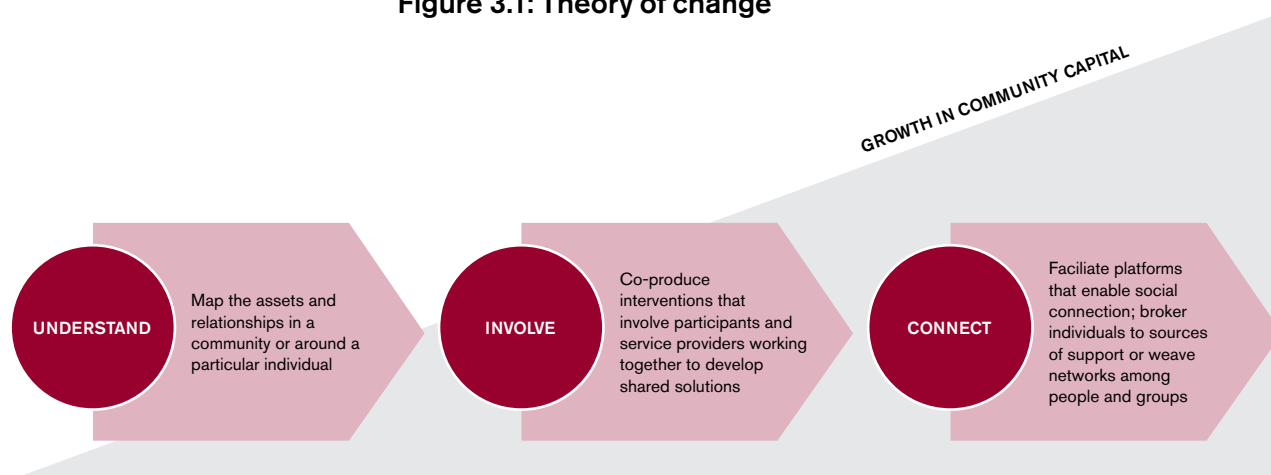 Figure 3.1: Theory of change
GROWTH IN COMMUNITY CAPITAL
UNDERSTAND
Map the assets and
relationships in a
community or around a
particular individual
INVOLVE
Co-produce
interventions that
involve participants and
service providers working
together to develop
shared solutions
CONNECT
Faciliate platforms
that enable social
connection; broker
individuals to sources
of support or weave
networks among
people and groups